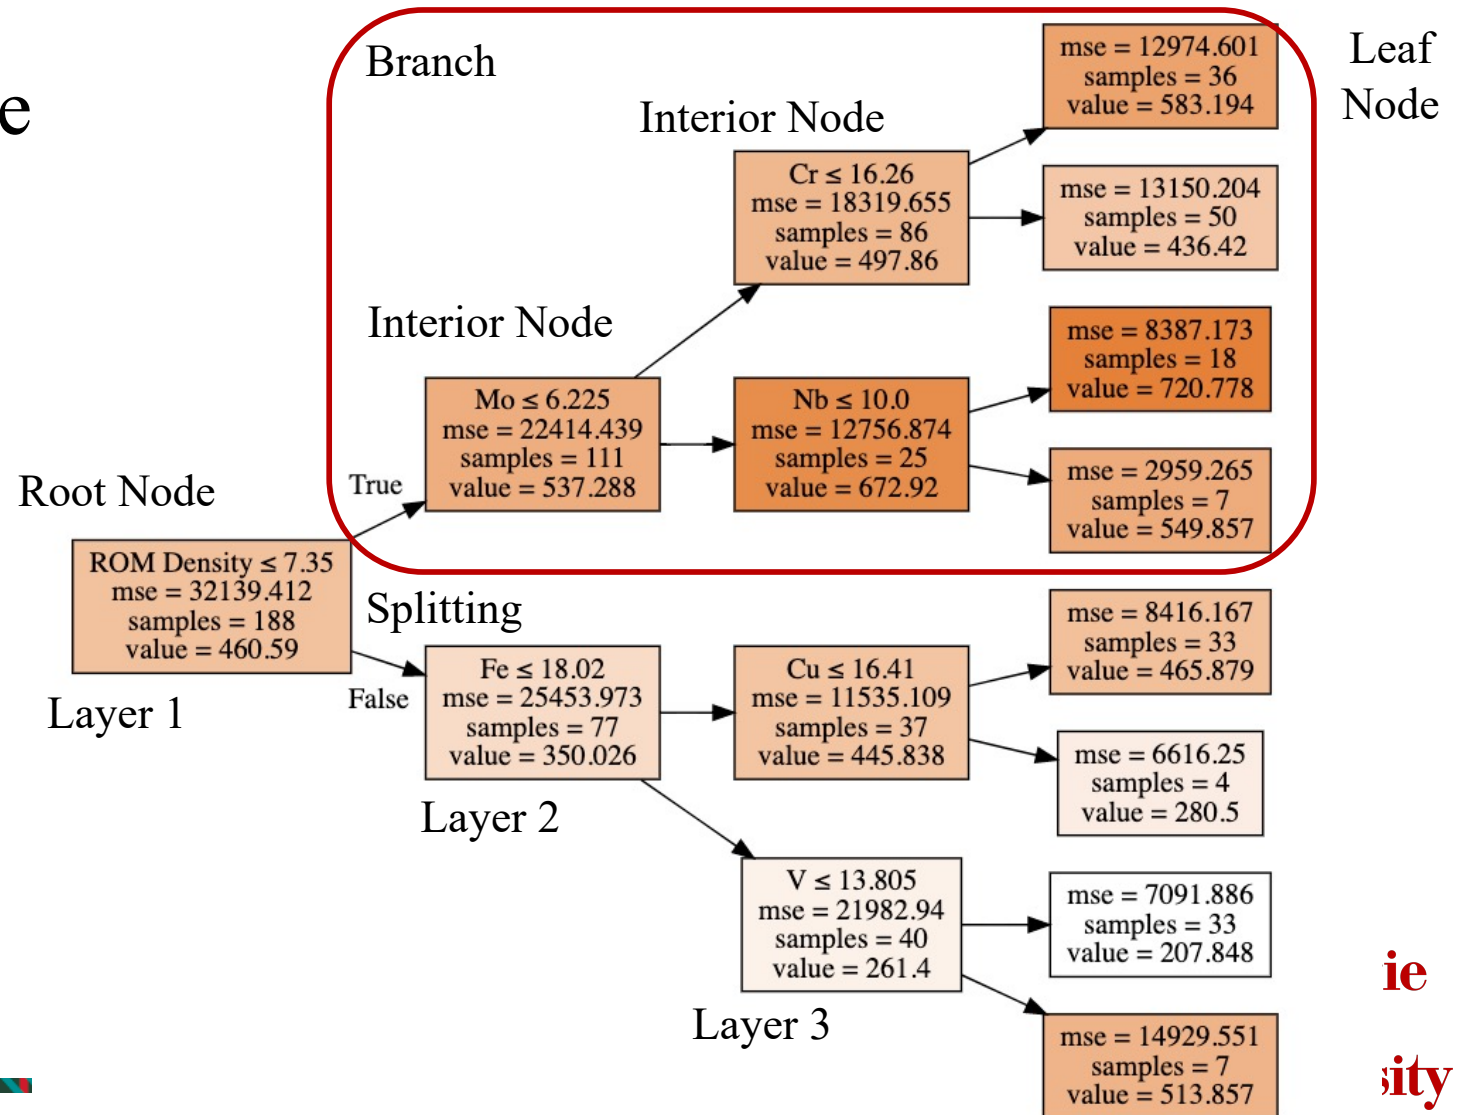 e
Branch
Interior Node
Leaf
Node
mse = 12974.601
samples = 36
value = 583.194
Cr ≤ 16.26
mse = 18319.655
samples = 86
value = 497.86
mse = 13150.204
samples = 50
value = 436.42
Interior Node
Mo ≤ 6.225
mse = 22414.439
samples = 111
value = 537.288
Nb ≤ 10.0
mse = 12756.874
samples = 25
value = 672.92
mse = 8387.173
samples = 18
value = 720.778
mse = 2959.265
samples = 7
value = 549.857
Root Node
True
ROM Density ≤ 7.35
mse = 32139.412
samples = 188
value = 460.59
Layer 1
Splitting
False
Fe ≤ 18.02
mse = 25453.973
samples = 77
value = 350.026
Layer 2
Cu ≤ 16.41
mse = 11535.109
samples = 37
value = 445.838
mse = 8416.167
samples = 33
value = 465.879
mse = 6616.25
samples = 4
value = 280.5
V ≤ 13.805
mse = 21982.94
samples = 40
value = 261.4
Layer 3
mse = 7091.886
samples = 33
value = 207.848
mse = 14929.551
samples = 7
value = 513.857
ie
sity